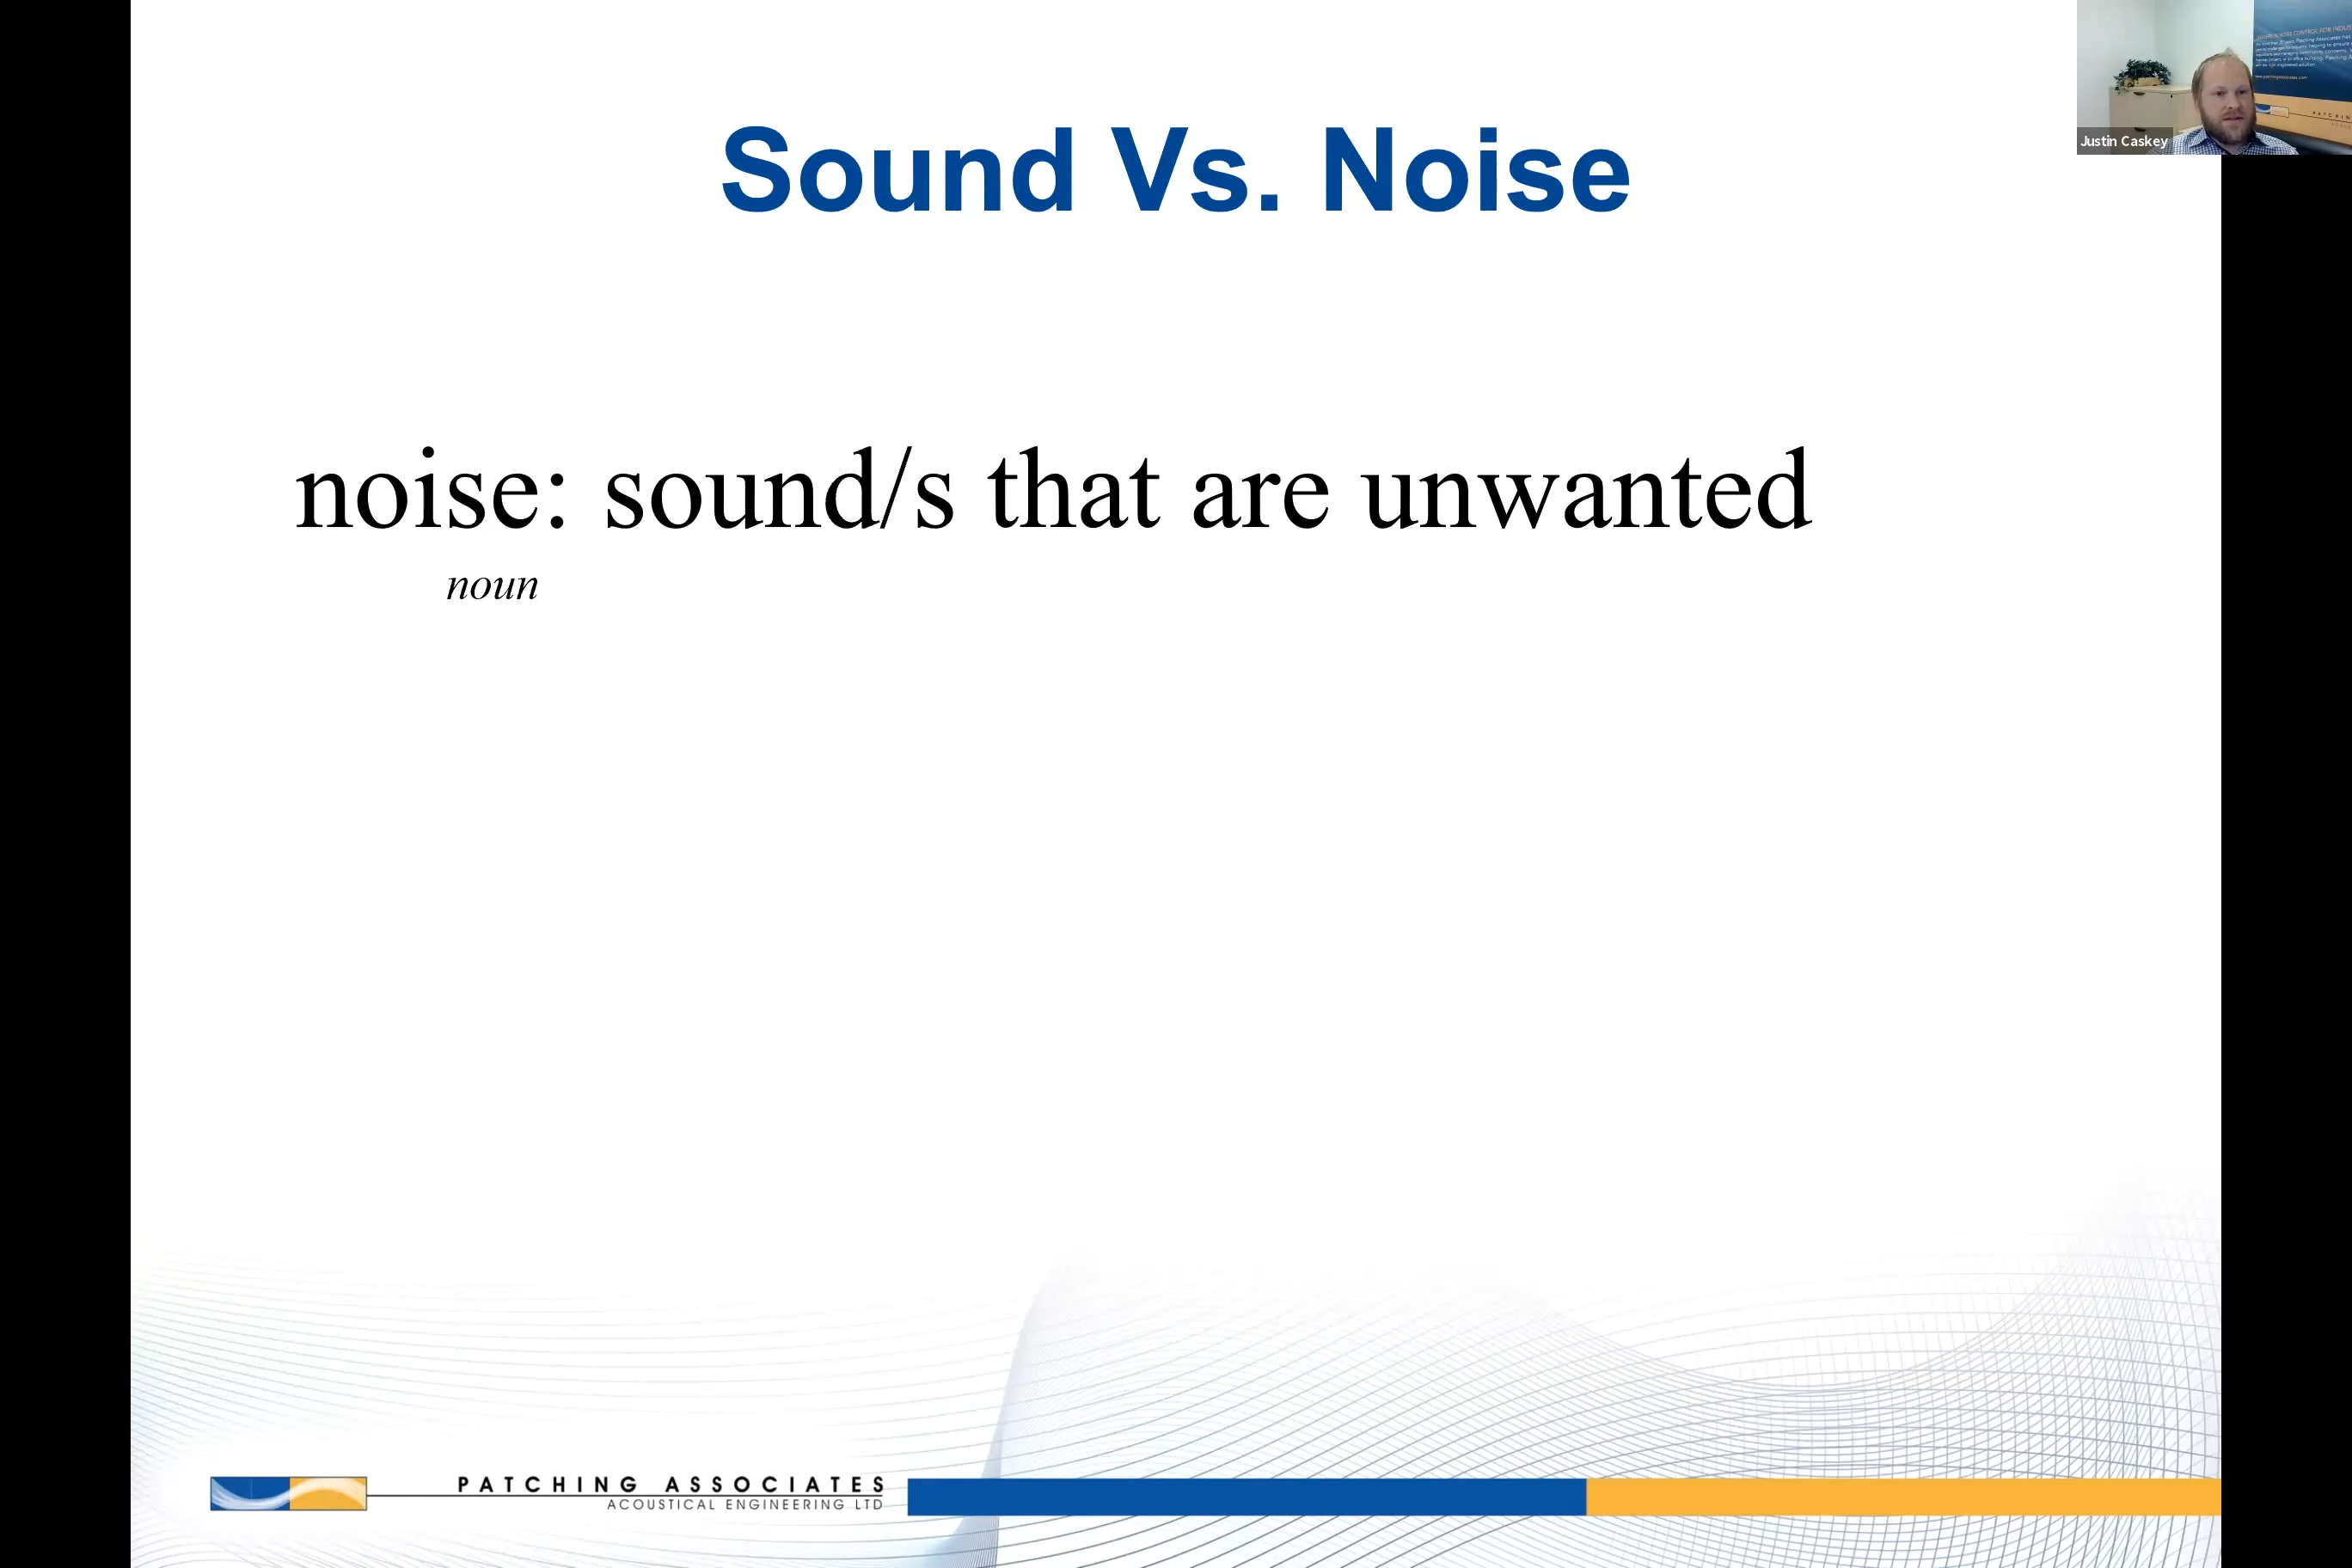 Sound Vs. Noise
Justin Caskey
noise: sound/s that are unwanted
noun
PATCHING ASSOCIATES
ACOUSTICAL ENGINEERING LTD